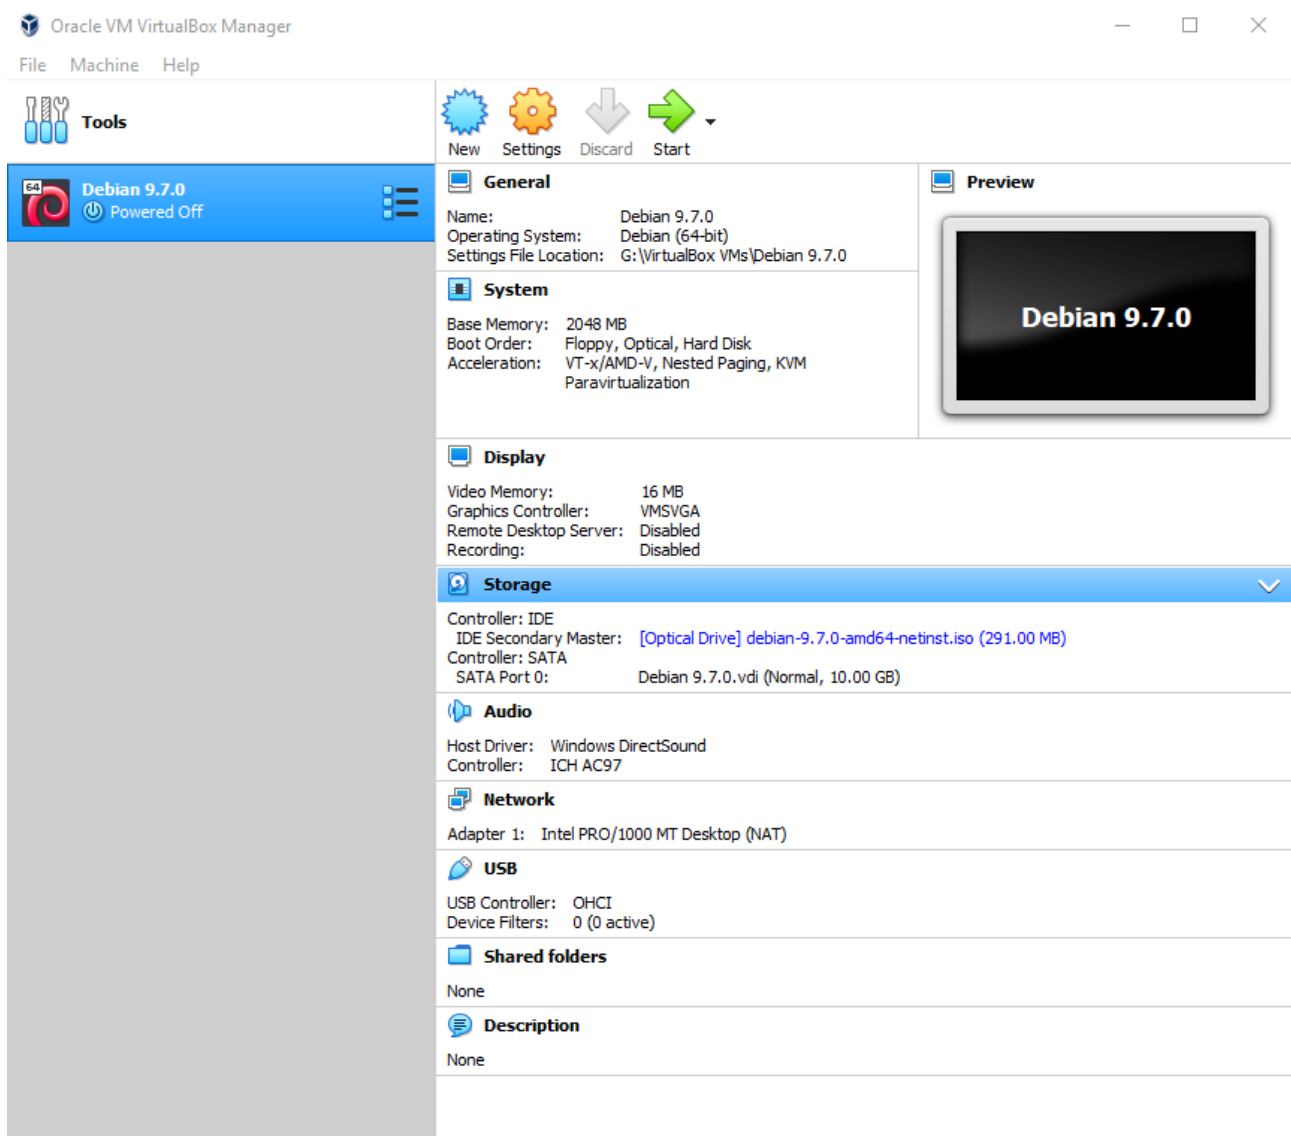 Oracle VM VirtualBox Manager
File Machine Help
Tools
New Settings Discard Start
64
Debian 9.7.0
Powered Off
General
Name: Debian 9.7.0
Operating System: Debian (64-bit)
Settings File Location: G:\VirtualBox VMs\Debian 9.7.0
System
Base Memory: 2048 MB
Boot Order: Floppy, Optical, Hard Disk
Acceleration: VT-x/AMD-V, Nested Paging, KVM
Paravirtualization
Preview
Debian 9.7.0
Display
Video Memory: 16 MB
Graphics Controller: VMSVGA
Remote Desktop Server: Disabled
Recording: Disabled
Storage
Controller: IDE
IDE Secondary Master: [Optical Drive] debian-9.7.0-amd64-netinst.iso (291.00 MB)
Controller: SATA
SATA Port 0: Debian 9.7.0.vdi (Normal, 10.00 GB)
Audio
Host Driver: Windows DirectSound
Controller: ICH AC97
Network
Adapter 1: Intel PRO/1000 MT Desktop (NAT)
USB
USB Controller: OHCI
Device Filters: 0 (0 active)
Shared folders
None
Description
None